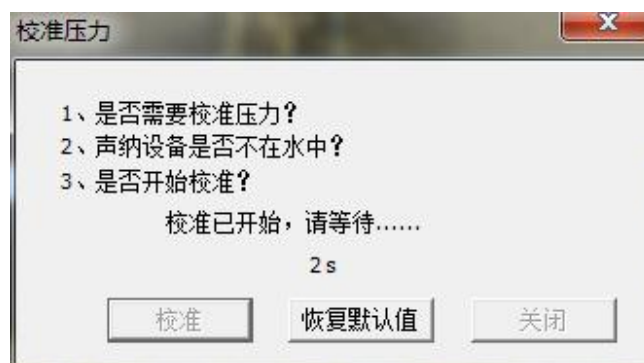 校准压力
1、是否需要校准压力?
2、声纳设备是否不在水中?
3、是否开始校准?
校准已开始，请等待......
2s
校准 恢复默认值 关闭